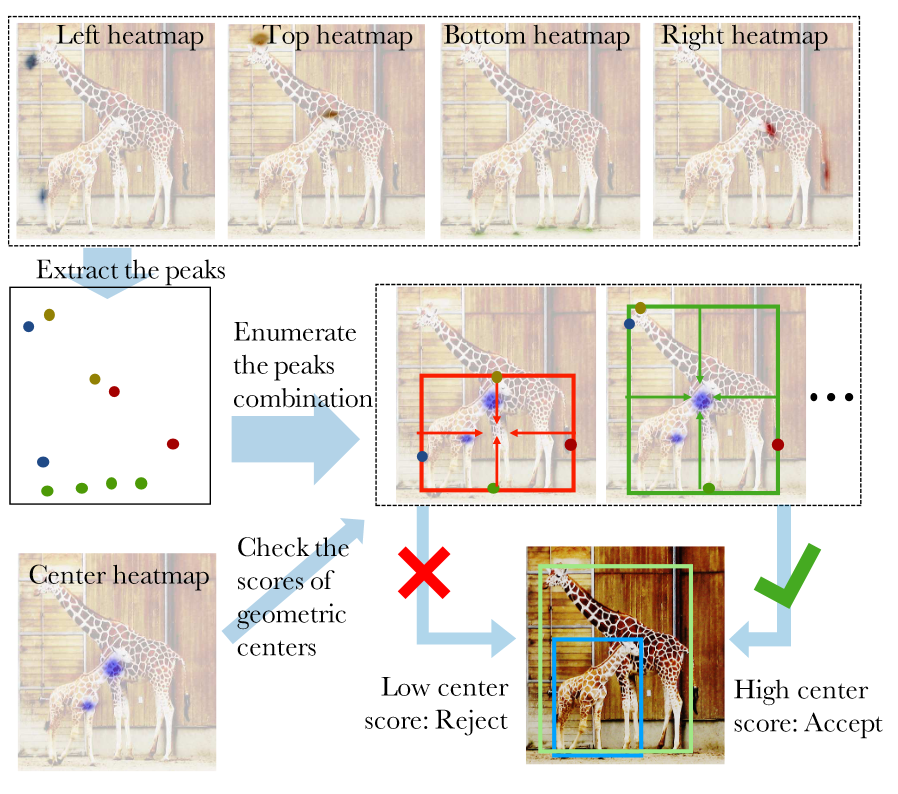 Left heatmap
Top heatmap
Bottom heatmap
Right heatmap
Extract the peaks
Enumerate
the peaks
combination
Center heatmap
Check the
scores of
geometric
centers
Low center
score: Reject
High center
score: Accept